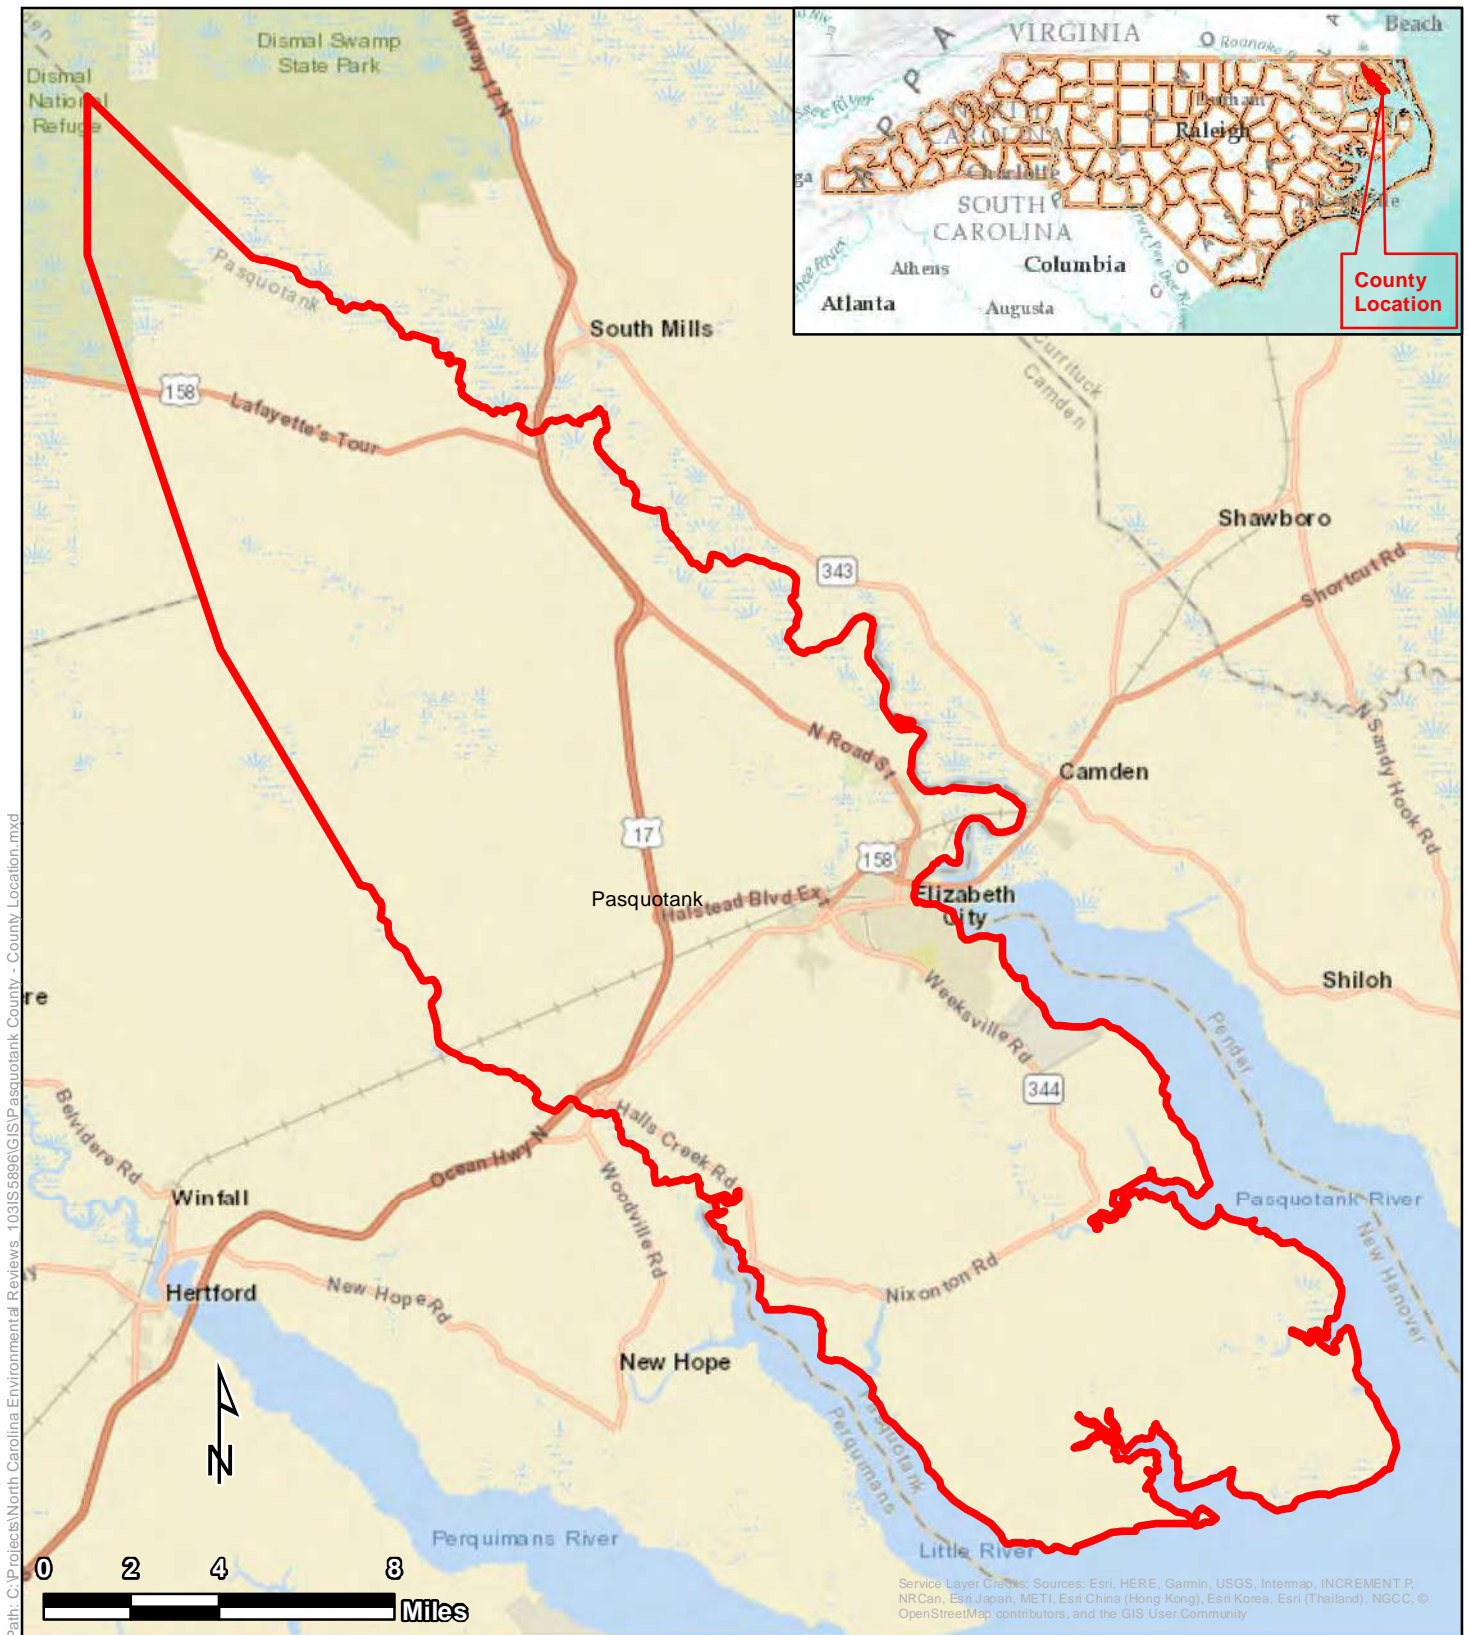 Dismal Swamp
State Park
Dismal
National
Refuge
Highway 17 N
VIRGINIA
Roanoke
Beach
NORTH
CAROLINA
Durham
Raleigh
Charlotte
SOUTH
CAROLINA
Columbia
Athens
Atlanta
Augusta
County
Location
Pasquotank
South Mills
158
Lafayette's Tour
Currituck
Camden
Shawboro
343
Shortcut Rd
N Road St
Camden
N Sandy Hook Rd
17
158
Pasquotank
Halstead Blvd Ext
Elizabeth
City
Weeksville Rd
Shiloh
Pender
344
re
Belvidere Rd
Halls Creek Rd
Ocean Hwy N
Winfall
Woodville Rd
Pasquotank River
New Hanover
Hertford
New Hope Rd
Nixonton Rd
New Hope
Pasquotank
Perquimans
N
Perquimans River
Little River
0 2 4 8
Miles
Service Layer Credits: Sources: Esri, HERE, Garmin, USGS, Intermap, INCREMENT P,
NRCan, Esri Japan, METI, Esri China (Hong Kong), Esri Korea, Esri (Thailand), NGCC, ©
OpenStreetMap contributors, and the GIS User Community
Path: C:\Projects\North Carolina Environmental Reviews 103IS5896\GIS\Pasquotank County - County Location.mxd